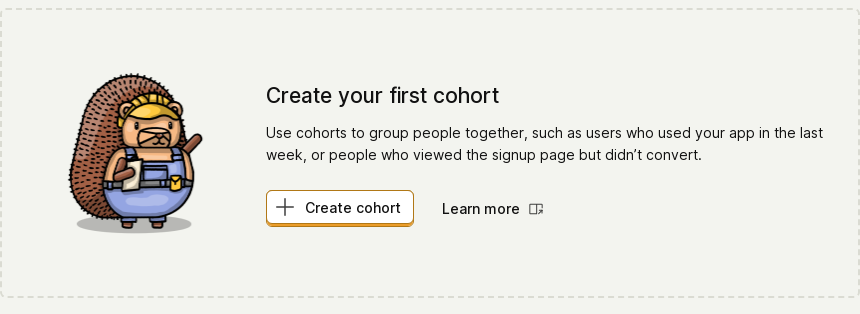 Create your first cohort
Use cohorts to group people together, such as users who used your app in the last
week, or people who viewed the signup page but didn’t convert.
Create cohort
Learn more